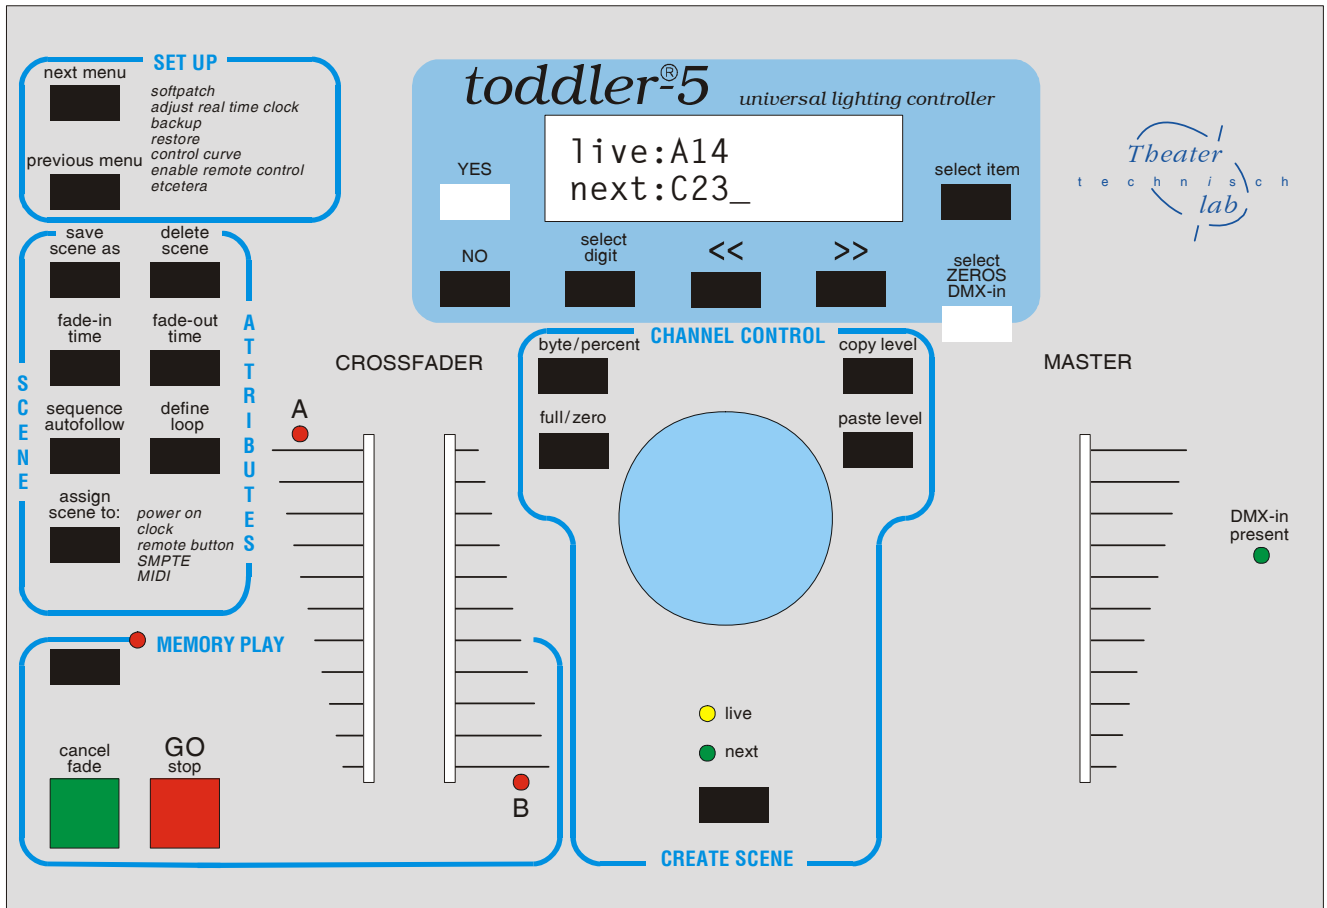 SET UP
next menu
softpatch
adjust real time clock
backup
restore
control curve
enable remote control
etcetera
previous menu
toddler®-5
universal lighting controller
live:A14
next:C23_
YES
NO
select
digit
<<
>>
select item
select
ZEROS
DMX-in
Theater
technisch
lab
SCENE
ATTRIBUTES
save
scene as
delete
scene
fade-in
time
fade-out
time
sequence
autofollow
define
loop
assign
scene to:
power on
clock
remote button
SMPTE
MIDI
CROSSFADER
A
B
CHANNEL CONTROL
byte/percent
full/zero
copy level
paste level
MASTER
DMX-in
present
MEMORY PLAY
cancel
fade
GO
stop
live
next
CREATE SCENE